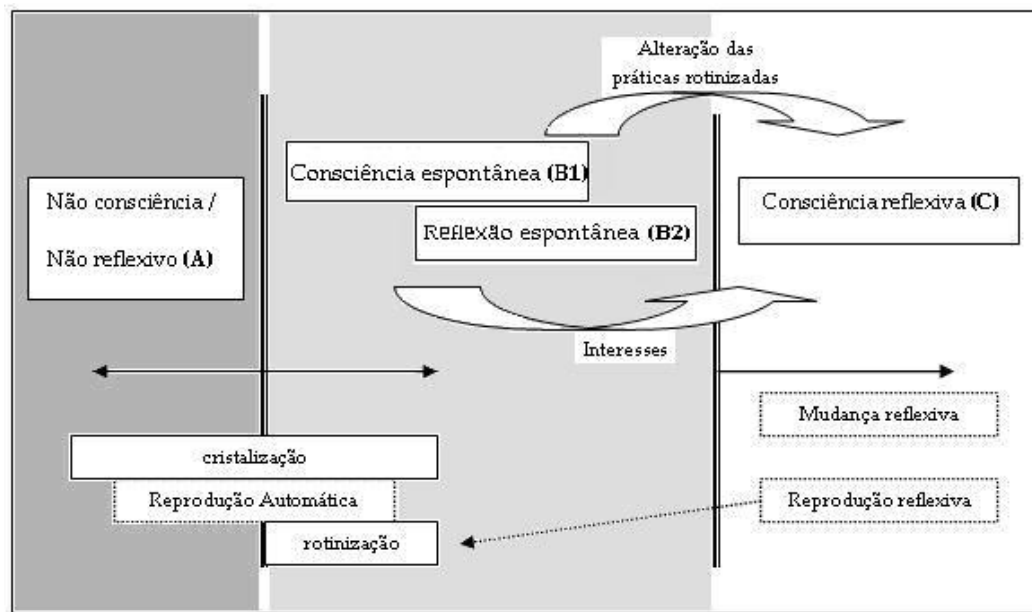 Alteração das
práticas rotinizadas
Consciência espontânea (B1)
Não consciência /
Não reflexivo (A)
Reflexão espontânea (B2)
Consciência reflexiva (C)
Interesses
Mudança reflexiva
cristalização
Reprodução Automática
Reprodução reflexiva
rotinização